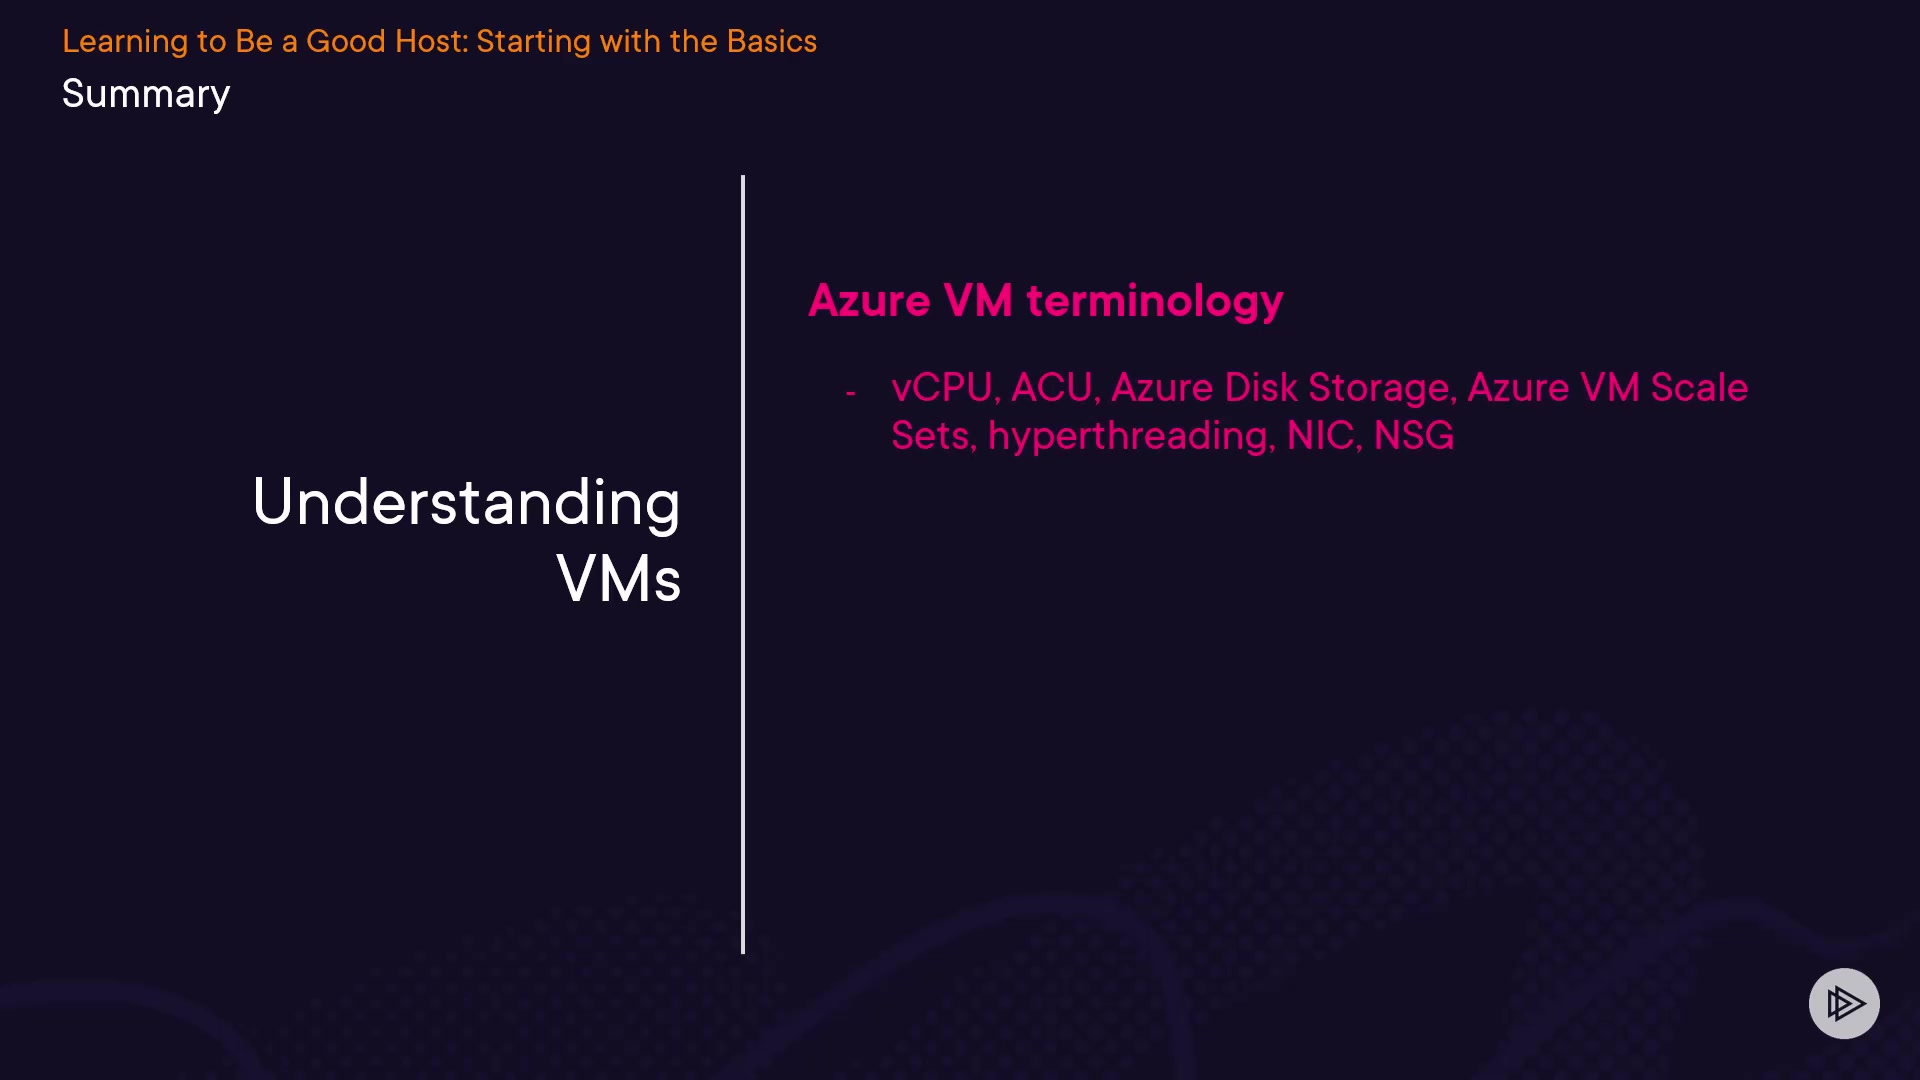 Learning to Be a Good Host: Starting with the Basics
Summary
Understanding
VMs
Azure VM terminology
- vCPU, ACU, Azure Disk Storage, Azure VM Scale
Sets, hyperthreading, NIC, NSG